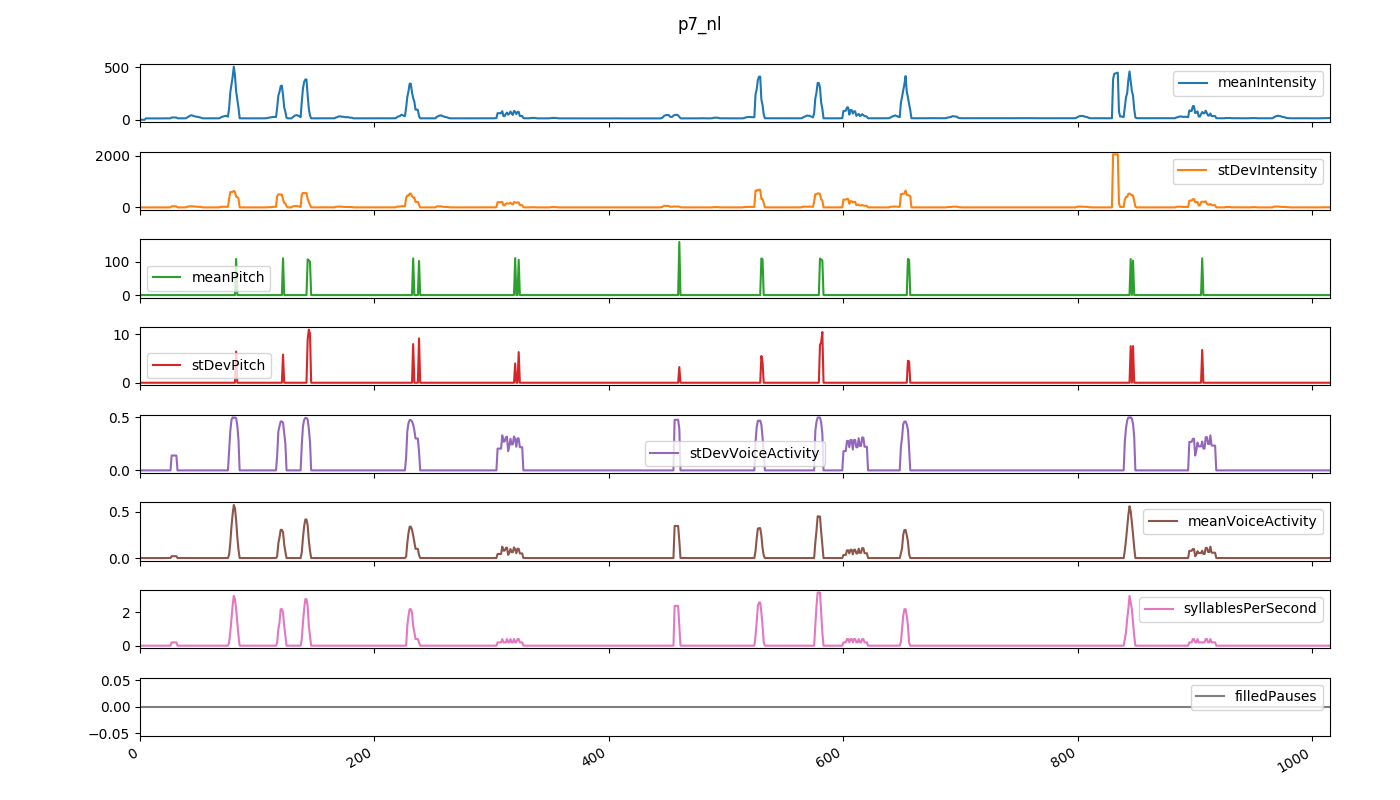 p7_nl
500
0
meanIntensity
2000
0
stDevIntensity
100
0
meanPitch
10
0
stDevPitch
0.5
0.0
stDevVoiceActivity
0.5
0.0
meanVoiceActivity
2
0
syllablesPerSecond
0.05
0.00
−0.05
filledPauses
0
200
400
600
800
1000